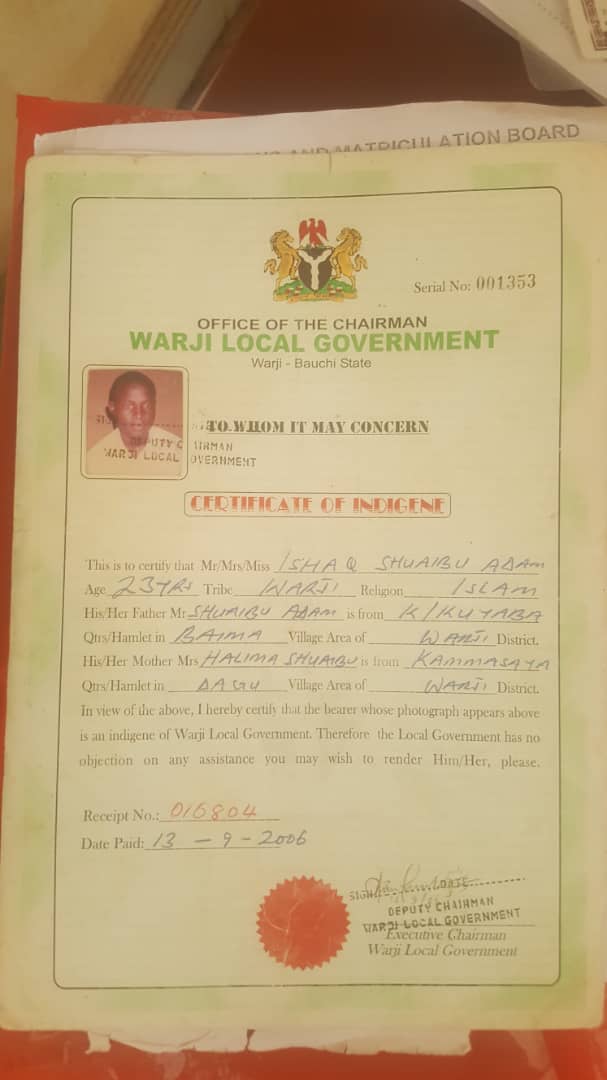 AND MATRICULATION BOARD
Serial No: 001353
OFFICE OF THE CHAIRMAN
WARJI LOCAL GOVERNMENT
Warji - Bauchi State
TO WHOM IT MAY CONCERN
DEPUTY CHAIRMAN
WARJI LOCAL GOVERNMENT
CERTIFICATE OF INDIGENE
This is to certify that Mr/Mrs/Miss ISHAQ SHUAIBU ADAM
Age 23YRS Tribe WARJI Religion ISLAM
His/Her Father Mr SHUAIBU ADAM is from K/KUYABA
Qtrs/Hamlet in BAIMA Village Area of WARJI District.
His/Her Mother Mrs HALIMA SHUAIBU is from KAMMASAYA
Qtrs/Hamlet in DAGU Village Area of WARJI District.
In view of the above, I hereby certify that the bearer whose photograph appears above
is an indigene of Warji Local Government. Therefore the Local Government has no
objection on any assistance you may wish to render Him/Her, please.
Receipt No.: 016804
Date Paid: 13 - 9 - 2006
SIGN DATE
DEPUTY CHAIRMAN
WARJI LOCAL GOVERNMENT
Executive Chairman
Warji Local Government